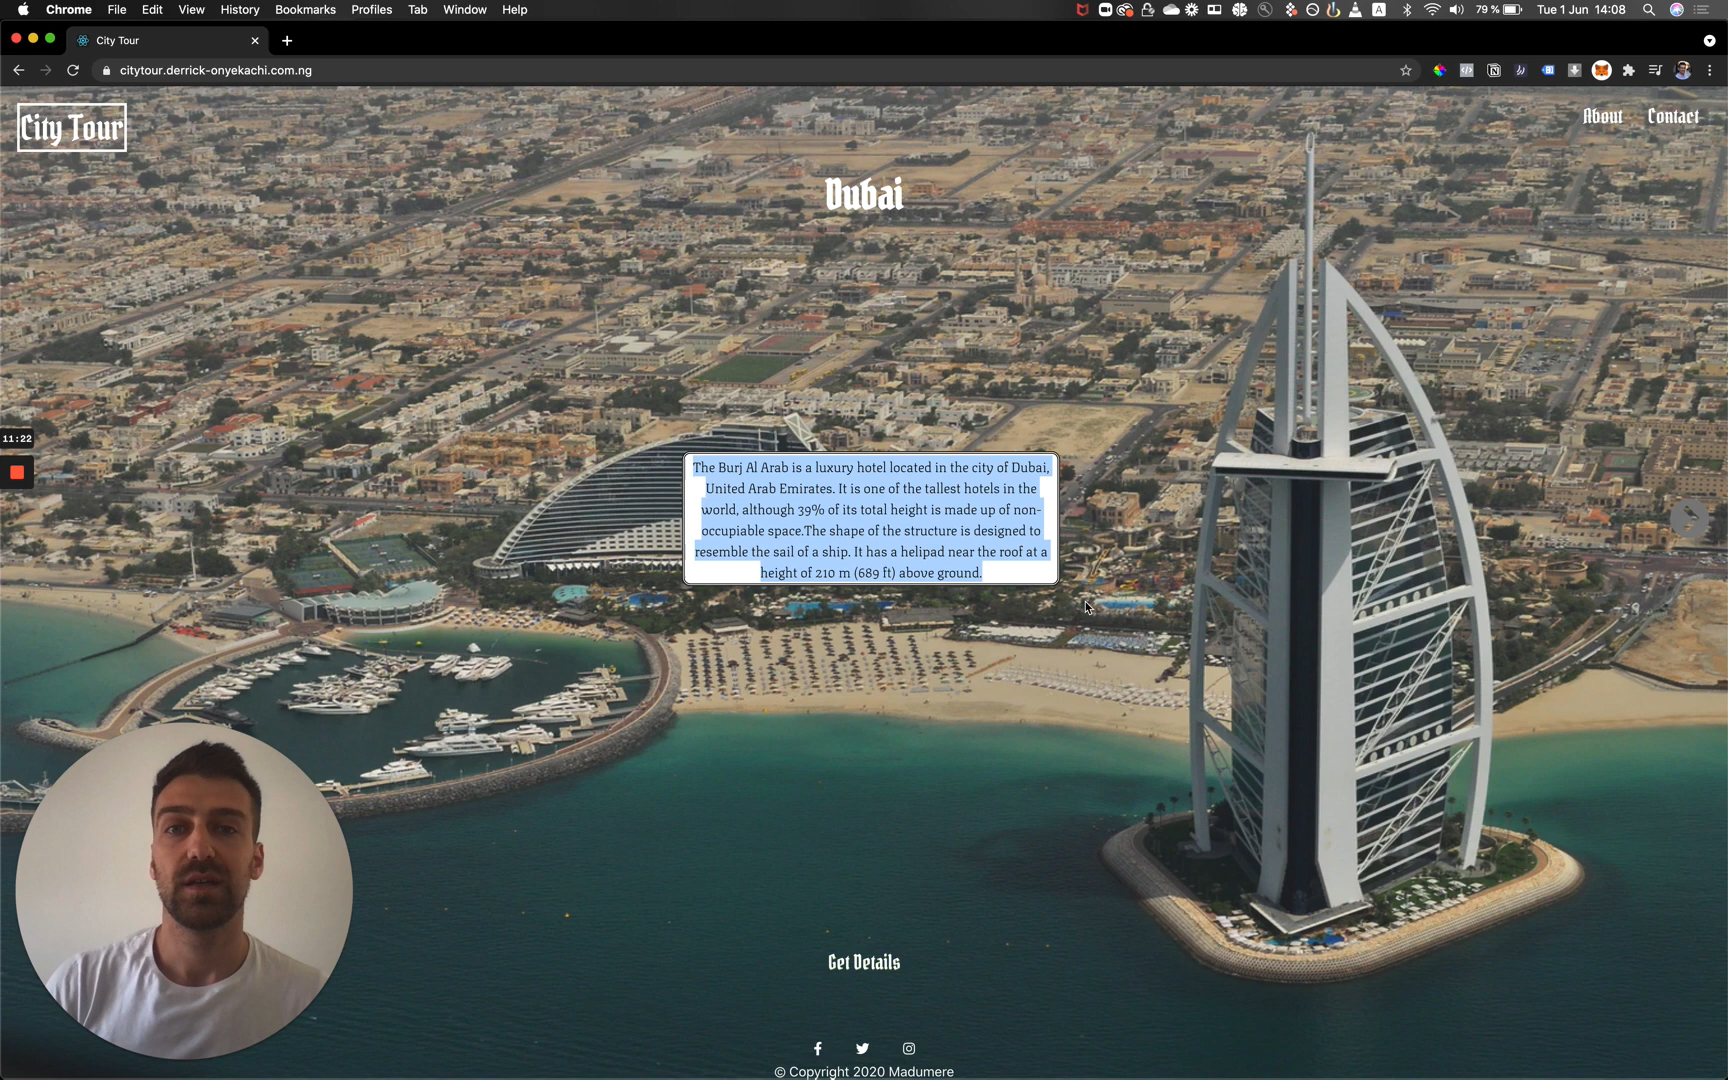 Chrome File Edit View History Bookmarks Profiles Tab Window Help
79 % Tue 1 Jun 14:08
City Tour
citytour.derrick-onyekachi.com.ng
City Tour
About Contact
Dubai
11:22
The Burj Al Arab is a luxury hotel located in the city of Dubai,
United Arab Emirates. It is one of the tallest hotels in the
world, although 39% of its total height is made up of non-
occupiable space.The shape of the structure is designed to
resemble the sail of a ship. It has a helipad near the roof at a
height of 210 m (689 ft) above ground.
Get Details
© Copyright 2020 Madumere